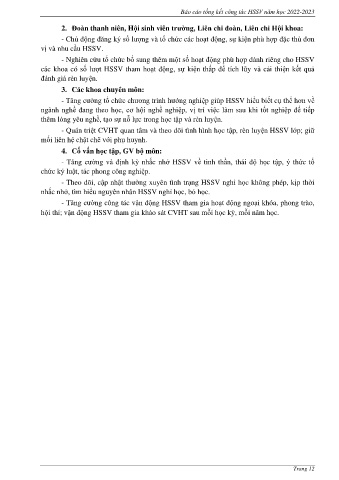 Báo cáo tổng kết công tác HSSV năm học 2022-2023
2. Đoàn thanh niên, Hội sinh viên trường, Liên chi đoàn, Liên chi Hội khoa:
- Chủ động đăng ký số lượng và tổ chức các hoạt động, sự kiện phù hợp đặc thù đơn
vị và nhu cầu HSSV.
- Nghiên cứu tổ chức bổ sung thêm một số hoạt động phù hợp dành riêng cho HSSV
các khoa có số lượt HSSV tham hoạt động, sự kiện thấp để tích lũy và cải thiện kết quả
đánh giá rèn luyện.
3. Các khoa chuyên môn:
- Tăng cường tổ chức chương trình hướng nghiệp giúp HSSV hiểu biết cụ thể hơn về
ngành nghề đang theo học, cơ hội nghề nghiệp, vị trí việc làm sau khi tốt nghiệp để tiếp
thêm lòng yêu nghề, tạo sự nỗ lực trong học tập và rèn luyện.
- Quán triệt CVHT quan tâm và theo dõi tình hình học tập, rèn luyện HSSV lớp; giữ
mối liên hệ chặt chẽ với phụ huynh.
4. Cố vấn học tập, GV bộ môn:
- Tăng cường và định kỳ nhắc nhở HSSV về tinh thần, thái độ học tập, ý thức tổ
chức kỷ luật, tác phong công nghiệp.
- Theo dõi, cập nhật thường xuyên tình trạng HSSV nghỉ học không phép, kịp thời
nhắc nhở, tìm hiểu nguyên nhân HSSV nghỉ học, bỏ học.
- Tăng cường công tác vận động HSSV tham gia hoạt động ngoại khóa, phong trào,
hội thi; vận động HSSV tham gia khảo sát CVHT sau mỗi học kỳ, mỗi năm học.
Trang 12